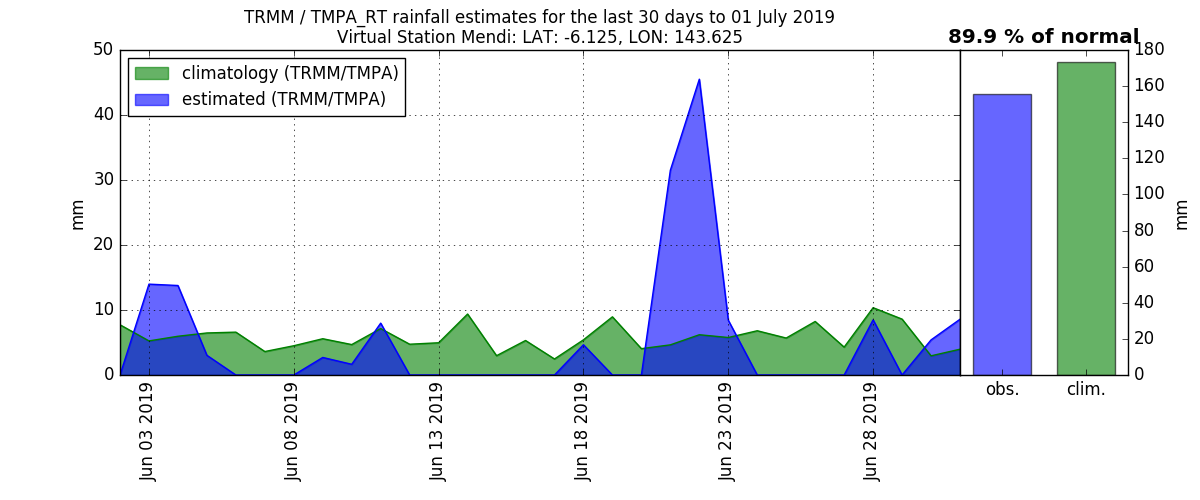 TRMM / TMPA_RT rainfall estimates for the last 30 days to 01 July 2019
Virtual Station Mendi: LAT: -6.125, LON: 143.625
89.9 % of normal
climatology (TRMM/TMPA)
estimated (TRMM/TMPA)
50
40
30
20
10
0
mm
Jun 03 2019
Jun 08 2019
Jun 13 2019
Jun 18 2019
Jun 23 2019
Jun 28 2019
obs.
clim.
180
160
140
120
100
80
60
40
20
0
mm